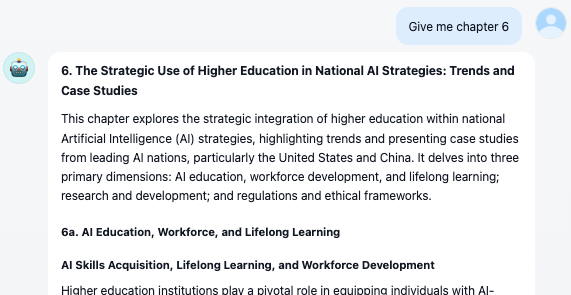 Give me chapter 6
6. The Strategic Use of Higher Education in National AI Strategies: Trends and
Case Studies
This chapter explores the strategic integration of higher education within national
Artificial Intelligence (AI) strategies, highlighting trends and presenting case studies
from leading AI nations, particularly the United States and China. It delves into three
primary dimensions: AI education, workforce development, and lifelong learning;
research and development; and regulations and ethical frameworks.
6a. AI Education, Workforce, and Lifelong Learning
AI Skills Acquisition, Lifelong Learning, and Workforce Development
Higher education institutions play a pivotal role in equipping individuals with AI-